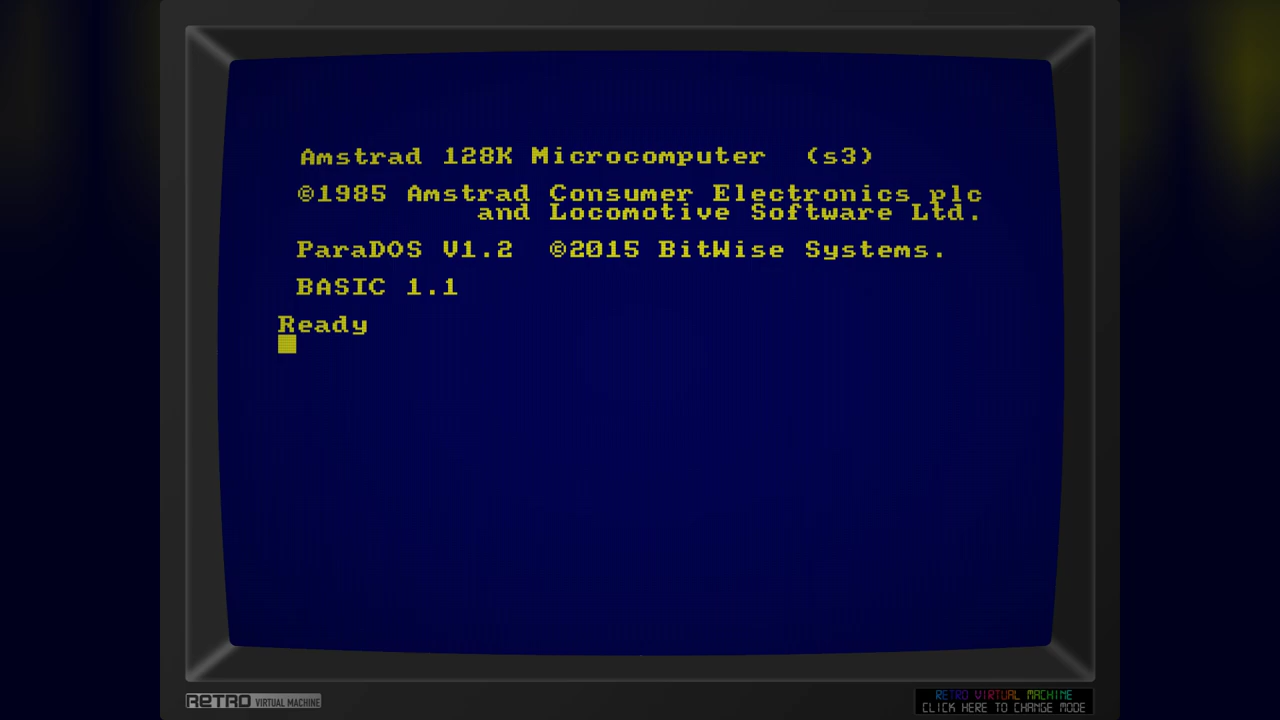 Amstrad 128K Microcomputer (s3)
©1985 Amstrad Consumer Electronics plc
and Locomotive Software Ltd.
ParaDOS V1.2 ©2015 BitWise Systems.
BASIC 1.1
Ready
RETRO VIRTUAL MACHINE
RETRO VIRTUAL MACHINE
CLICK HERE TO CHANGE MODE